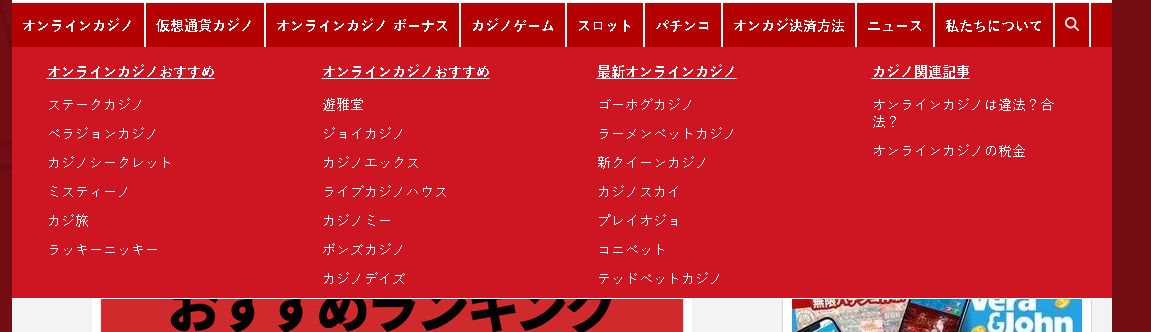 オンラインカジノ
仮想通貨カジノ
オンラインカジノ ボーナス
カジノゲーム
スロット
パチンコ
オンカジ決済方法
ニュース
私たちについて
オンラインカジノおすすめ
ステークカジノ
ベラジョンカジノ
カジノシークレット
ミスティーノ
カジ旅
ラッキーニッキー
オンラインカジノおすすめ
遊雅堂
ジョイカジノ
カジノエックス
ライブカジノハウス
カジノミー
ボンズカジノ
カジノデイズ
最新オンラインカジノ
ゴーホグカジノ
ラーメンベットカジノ
新クイーンカジノ
カジノスカイ
プレイオジョ
コニベット
テッドベットカジノ
カジノ関連記事
オンラインカジノは違法？合
法？
オンラインカジノの税金
おすすめランキング
vera
&John